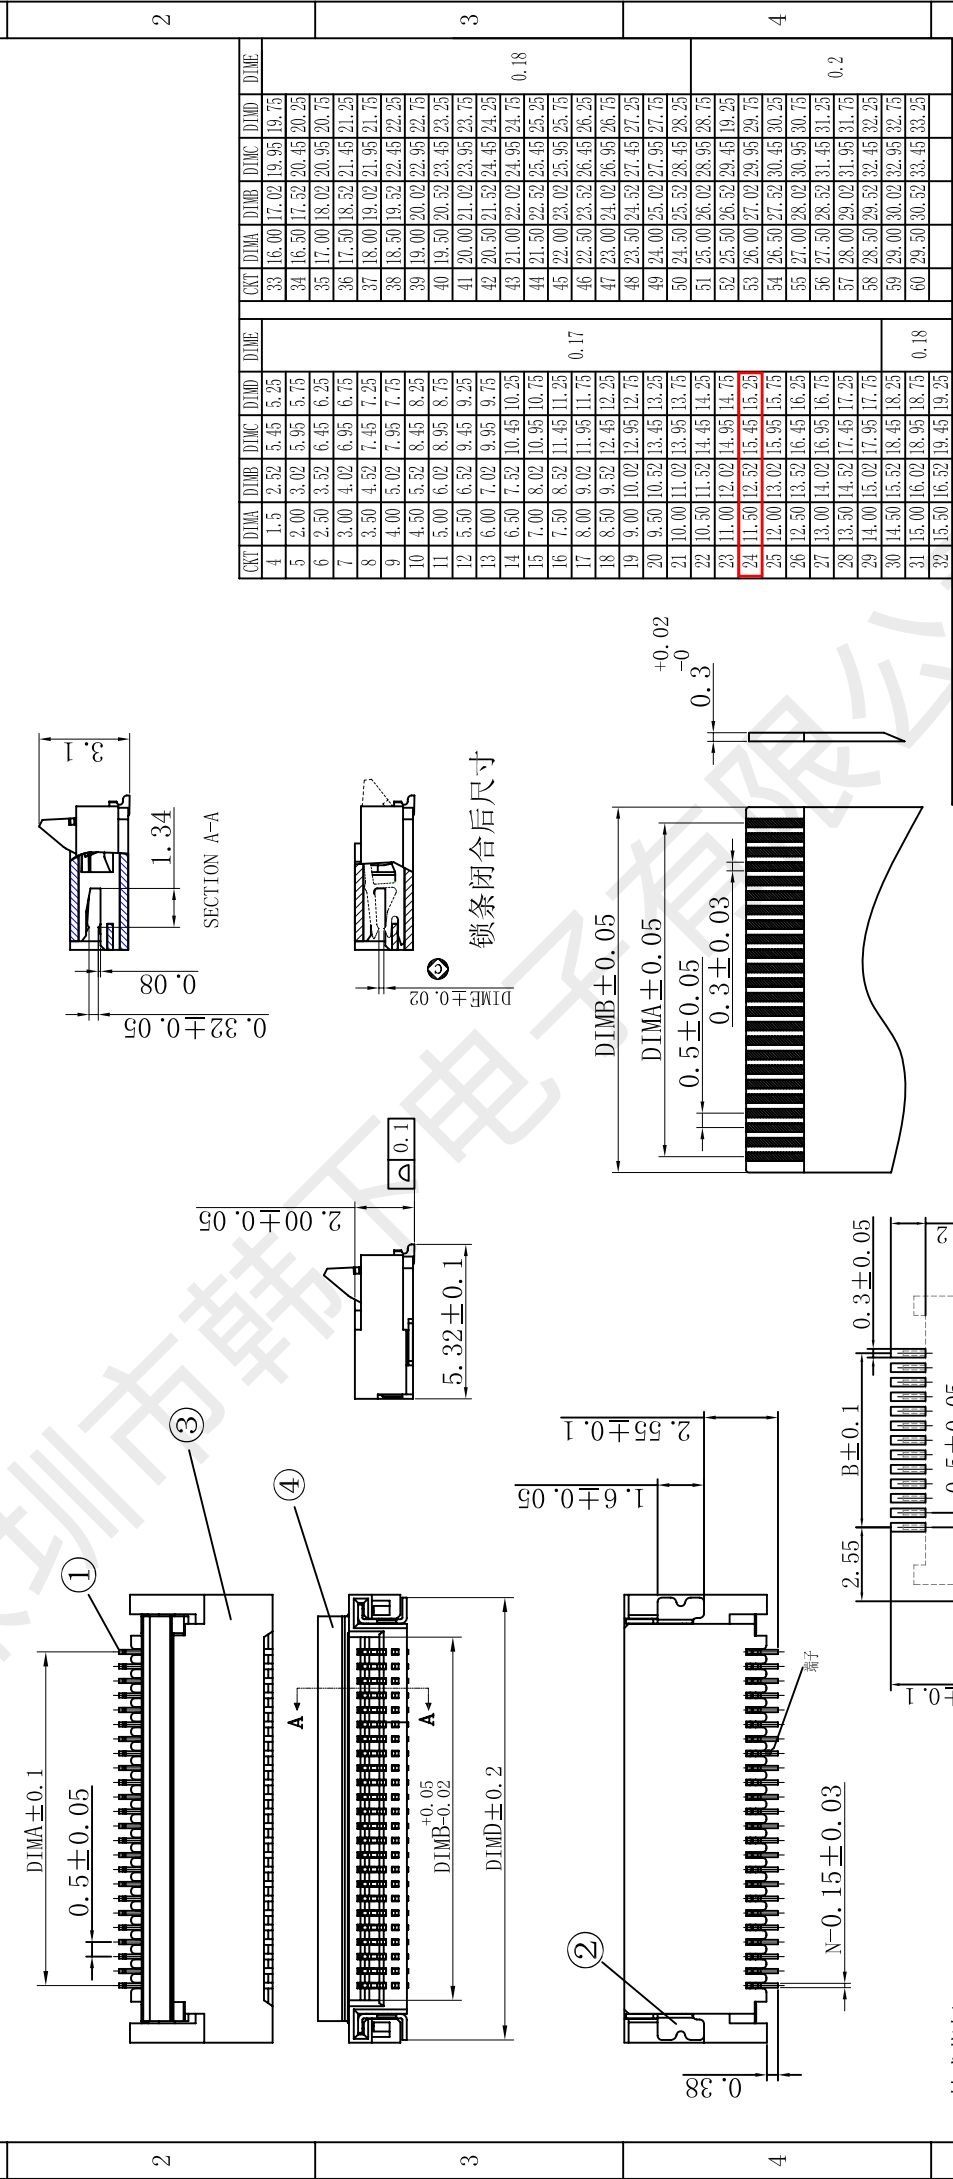 2
3
4
DIMA±0.1
0.5±0.05
①
③
④
A
A
DIMB +0.05
-0.02
DIMD±0.2
②
1.6±0.05
2.55±0.1
0.38
N-0.15±0.03
端子
2.00±0.05
0.1
5.32±0.1
3.1
1.34
0.08
0.32±0.05
SECTION A-A
C
DIME±0.02
锁条闭合后尺寸
DIMB±0.05
DIMA±0.05
0.5±0.05
0.3±0.03
0.3 +0.02
-0
2.55
B±0.1
0.3±0.05
0.5±0.05
±0.1
2
CKT DIMA DIMB DIMC DIMD DIME
4 1.5 2.52 5.45 5.25 0.17
5 2.00 3.02 5.95 5.75
6 2.50 3.52 6.45 6.25
7 3.00 4.02 6.95 6.75
8 3.50 4.52 7.45 7.25
9 4.00 5.02 7.95 7.75
10 4.50 5.52 8.45 8.25
11 5.00 6.02 8.95 8.75
12 5.50 6.52 9.45 9.25
13 6.00 7.02 9.95 9.75
14 6.50 7.52 10.45 10.25
15 7.00 8.02 10.95 10.75
16 7.50 8.52 11.45 11.25
17 8.00 9.02 11.95 11.75
18 8.50 9.52 12.45 12.25
19 9.00 10.02 12.95 12.75
20 9.50 10.52 13.45 13.25
21 10.00 11.02 13.95 13.75
22 10.50 11.52 14.45 14.25
23 11.00 12.02 14.95 14.75
24 11.50 12.52 15.45 15.25
25 12.00 13.02 15.95 15.75
26 12.50 13.52 16.45 16.25
27 13.00 14.02 16.95 16.75
28 13.50 14.52 17.45 17.25
29 14.00 15.02 17.95 17.75
30 14.50 15.52 18.45 18.25 0.18
31 15.00 16.02 18.95 18.75
32 15.50 16.52 19.45 19.25
CKT DIMA DIMB DIMC DIMD DIME
33 16.00 17.02 19.95 19.75 0.18
34 16.50 17.52 20.45 20.25
35 17.00 18.02 20.95 20.75
36 17.50 18.52 21.45 21.25
37 18.00 19.02 21.95 21.75
38 18.50 19.52 22.45 22.25
39 19.00 20.02 22.95 22.75
40 19.50 20.52 23.45 23.25
41 20.00 21.02 23.95 23.25
42 20.50 21.52 24.45 24.25
43 21.00 22.02 24.95 24.75
44 21.50 22.52 25.45 25.25
45 22.00 23.02 25.95 25.75
46 22.50 23.52 26.45 26.25
47 23.00 24.02 26.95 26.25
48 23.50 24.52 27.45 27.25
49 24.00 25.02 27.95 27.75
50 24.50 25.52 28.45 28.25
51 25.00 26.02 28.95 28.75 0.2
52 25.50 26.52 29.45 19.25
53 26.00 27.02 29.95 29.75
54 26.50 27.52 30.45 30.25
55 27.00 28.02 30.95 30.75
56 27.50 28.52 31.45 31.25
57 28.00 29.02 31.95 31.75
58 28.50 29.52 32.45 32.25
59 29.00 30.02 32.95 32.75
60 29.50 30.52 33.45 33.25
2
3
4
圳市韩下电子有限公